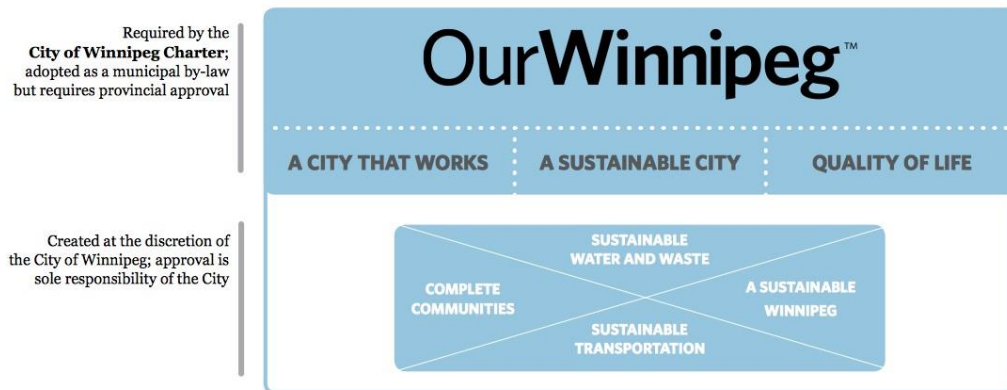 Required by the
City of Winnipeg Charter;
adopted as a municipal by-law
but requires provincial approval
OurWinnipeg™
A CITY THAT WORKS
A SUSTAINABLE CITY
QUALITY OF LIFE
Created at the discretion of
the City of Winnipeg; approval is
sole responsibility of the City
SUSTAINABLE
WATER AND WASTE
COMPLETE
COMMUNITIES
A SUSTAINABLE
WINNIPEG
SUSTAINABLE
TRANSPORTATION